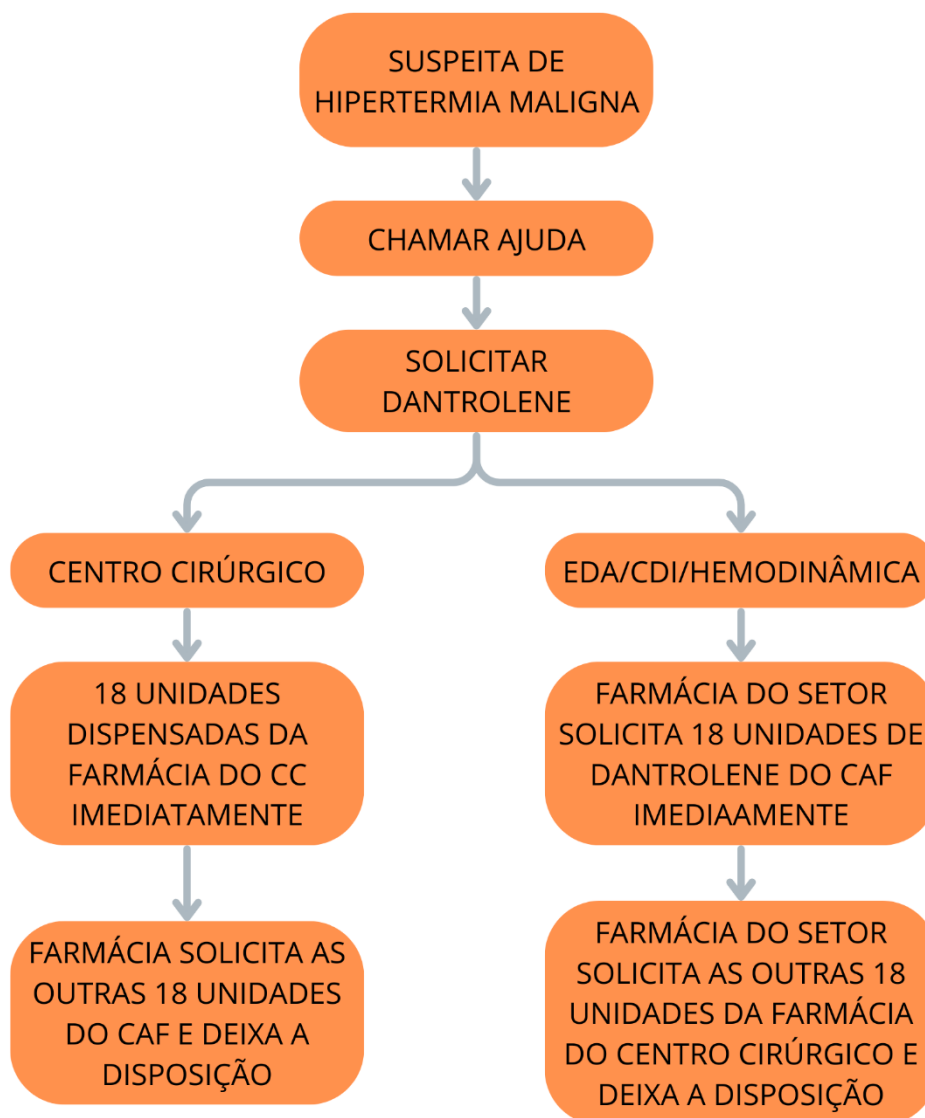 SUSPEITA DE
HIPERTERMIA MALIGNA
CHAMAR AJUDA
SOLICITAR
DANTROLENE
CENTRO CIRÚRGICO
18 UNIDADES
DISPENSADAS DA
FARMÁCIA DO CC
IMEDIATAMENTE
FARMÁCIA SOLICITA AS
OUTRAS 18 UNIDADES
DO CAF E DEIXA A
DISPOSIÇÃO
EDA/CDI/HEMODINÂMICA
FARMÁCIA DO SETOR
SOLICITA 18 UNIDADES DE
DANTROLENE DO CAF
IMEDIAAMENTE
FARMÁCIA DO SETOR
SOLICITA AS OUTRAS 18
UNIDADES DA FARMÁCIA
DO CENTRO CIRÚRGICO E
DEIXA A DISPOSIÇÃO